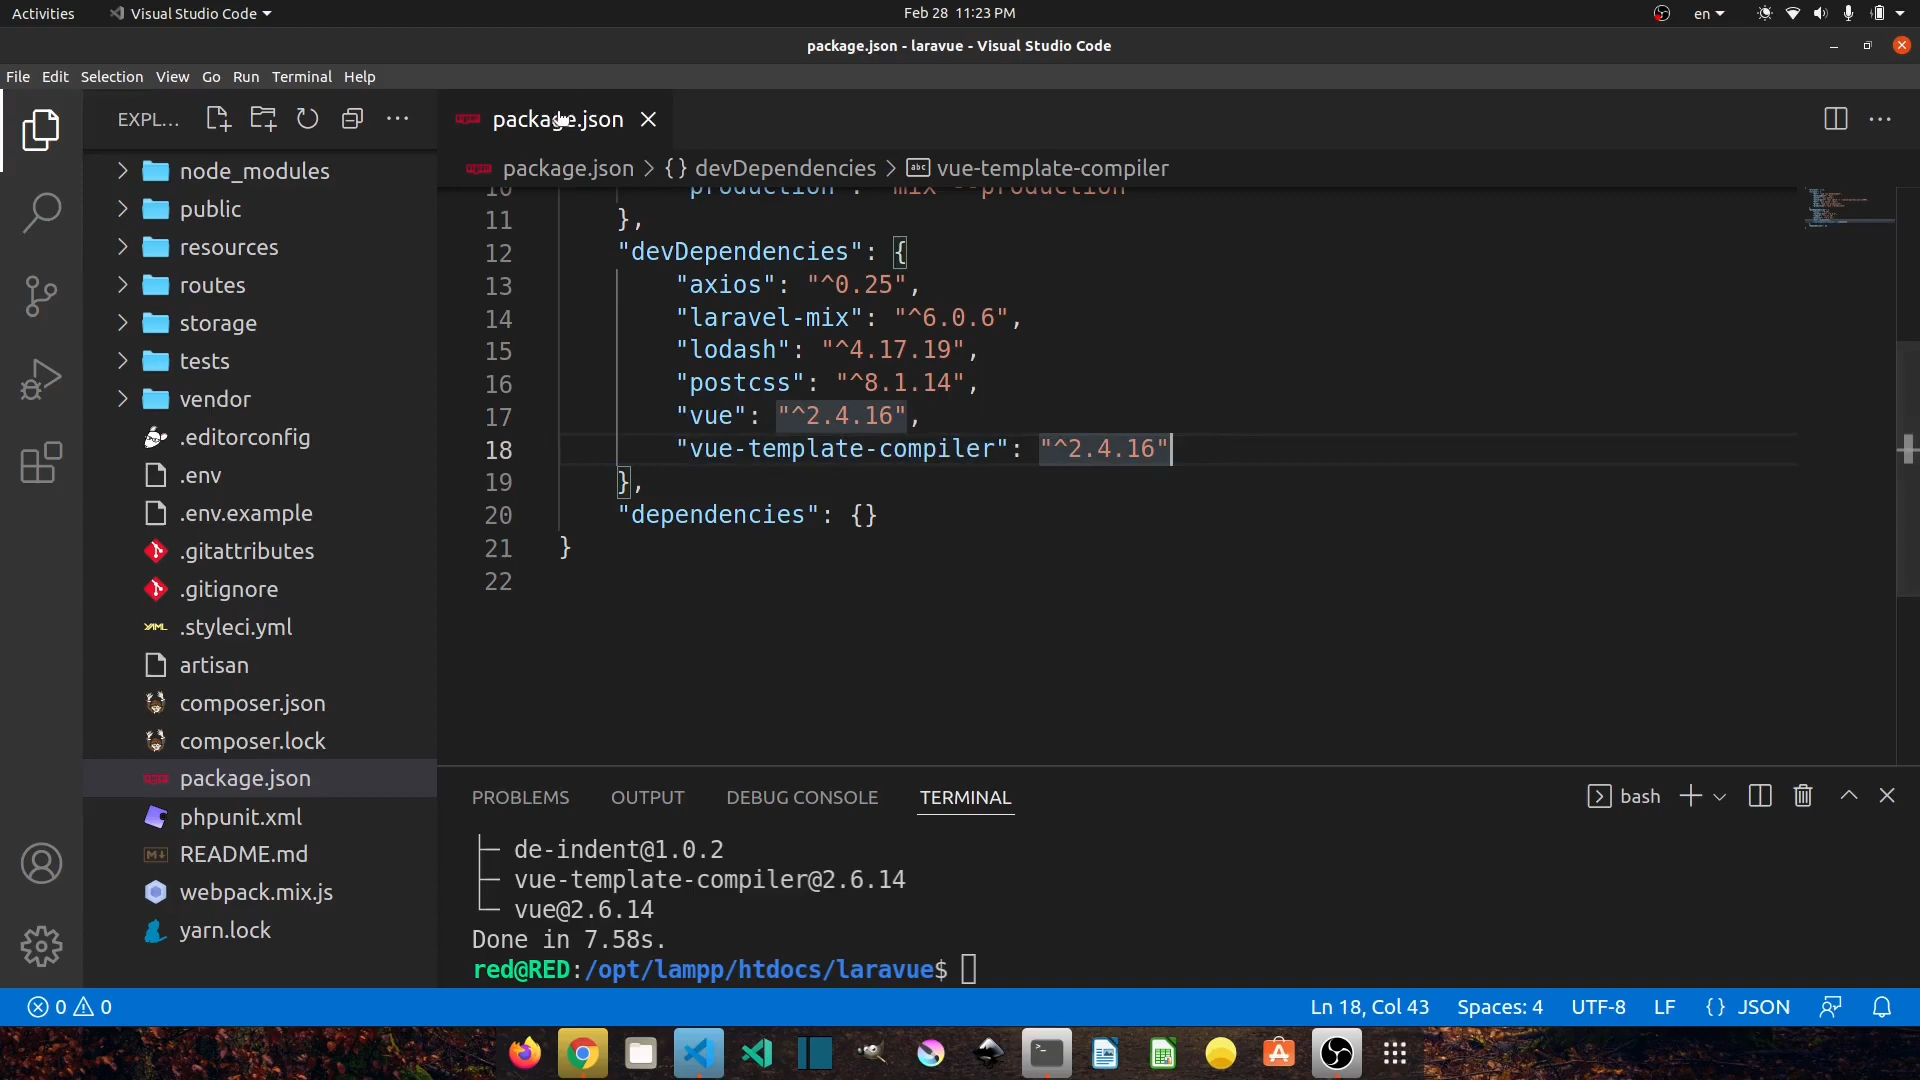 Activities
Visual Studio Code
Feb 28 11:23 PM
en
package.json - laravue - Visual Studio Code
File Edit Selection View Go Run Terminal Help
EXPL...
package.json
package.json > {} devDependencies > abc vue-template-compiler
node_modules
public
resources
routes
storage
tests
vendor
.editorconfig
.env
.env.example
.gitattributes
.gitignore
YAML .styleci.yml
artisan
composer.json
composer.lock
package.json
phpunit.xml
README.md
webpack.mix.js
yarn.lock
10 "production": "mix --production"
11 },
12 "devDependencies": {
13 "axios": "^0.25",
14 "laravel-mix": "^6.0.6",
15 "lodash": "^4.17.19",
16 "postcss": "^8.1.14",
17 "vue": "^2.4.16",
18 "vue-template-compiler": "^2.4.16"
19 },
20 "dependencies": {}
21 }
22
PROBLEMS OUTPUT DEBUG CONSOLE TERMINAL
bash
├─ de-indent@1.0.2
├─ vue-template-compiler@2.6.14
└─ vue@2.6.14
Done in 7.58s.
red@RED:/opt/lampp/htdocs/laravue$
0 0
Ln 18, Col 43
Spaces: 4
UTF-8
LF
{} JSON